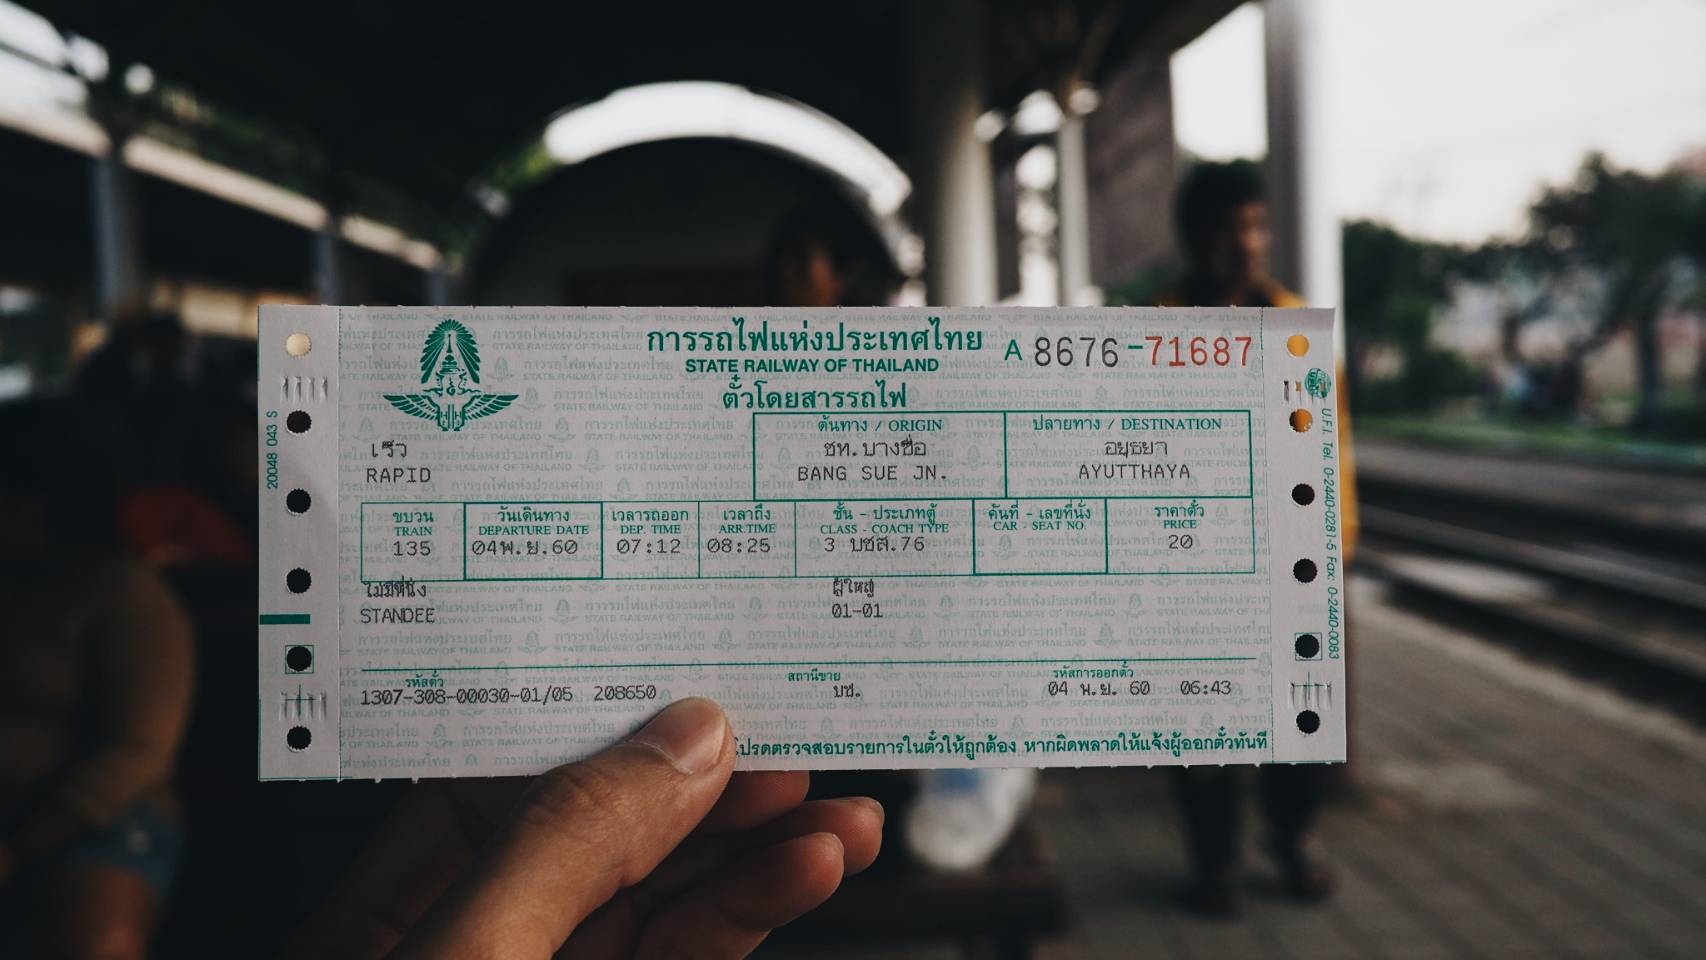 การรถไฟแห่งประเทศไทย
STATE RAILWAY OF THAILAND
A 8676-71687
ตั๋วโดยสารรถไฟ
เร็ว
RAPID
ต้นทาง / ORIGIN
ชท.บางซื่อ
BANG SUE JN.
ปลายทาง / DESTINATION
อยุธยา
AYUTTHAYA
ขบวน
TRAIN
135
วันเดินทาง
DEPARTURE DATE
04พ.ย.60
เวลารถออก
DEP. TIME
07:12
เวลาถึง
ARR.TIME
08:25
ชั้น - ประเภทตู้
CLASS - COACH TYPE
3 บชส.76
คันที่ - เลขที่นั่ง
CAR - SEAT NO.
ราคาตั๋ว
PRICE
20
ไม่มีที่นั่ง
STANDEE
ผู้ใหญ่
01-01
รหัสตั๋ว
1307-308-00030-01/05 208650
สถานีขาย
บช.
รหัสการออกตั๋ว
04 พ.ย. 60 06:43
โปรดตรวจสอบรายการในตั๋วให้ถูกต้อง หากผิดพลาดให้แจ้งผู้ออกตั๋วทันที
20048 043 S
U.F.I. Tel. 0-2440-0281-5 Fax: 0-2440-0083